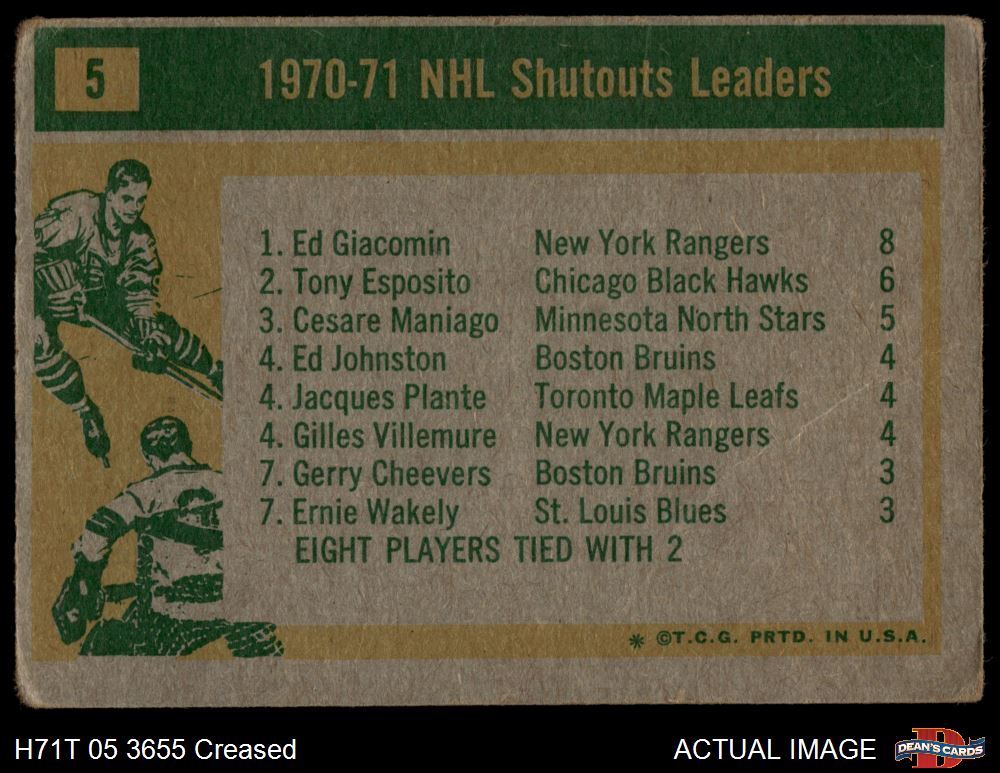 5 1970-71 NHL Shutouts Leaders
1. Ed Giacomin New York Rangers 8
2. Tony Esposito Chicago Black Hawks 6
3. Cesare Maniago Minnesota North Stars 5
4. Ed Johnston Boston Bruins 4
4. Jacques Plante Toronto Maple Leafs 4
4. Gilles Villemure New York Rangers 4
7. Gerry Cheevers Boston Bruins 3
7. Ernie Wakely St. Louis Blues 3
EIGHT PLAYERS TIED WITH 2
* ©T.C.G. PRTD. IN U.S.A.
H71T 05 3655 Creased ACTUAL IMAGE D DEAN'S CARDS